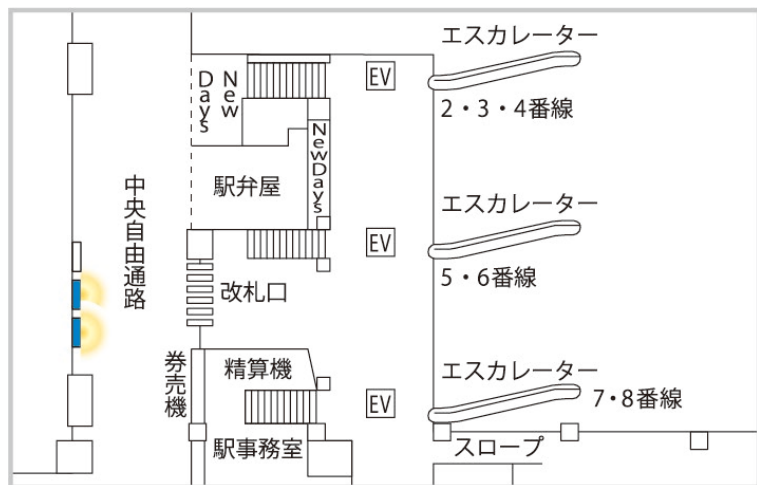 エスカレーター
2・3・4番線
EV
New
Days
NewDays
駅弁屋
中央自由通路
エスカレーター
5・6番線
EV
改札口
券売機
精算機
エスカレーター
7・8番線
EV
駅事務室
スロープ